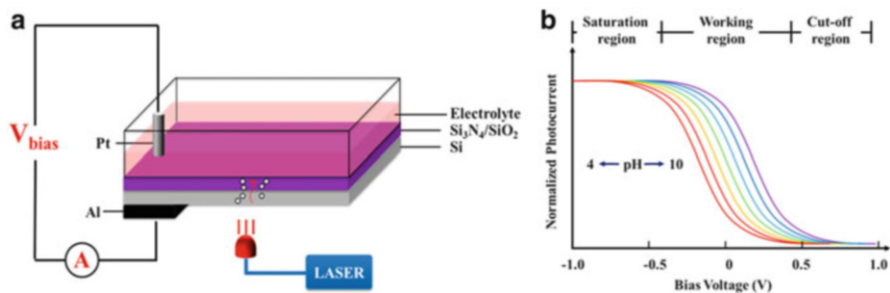 a
V bias
Pt
Al
A
Electrolyte
Si₃N₄/SiO₂
Si
LASER
b
Saturation region
Working region
Cut-off region
Normalized Photocurrent
4 ← pH → 10
-1.0 -0.5 0 0.5 1.0
Bias Voltage (V)